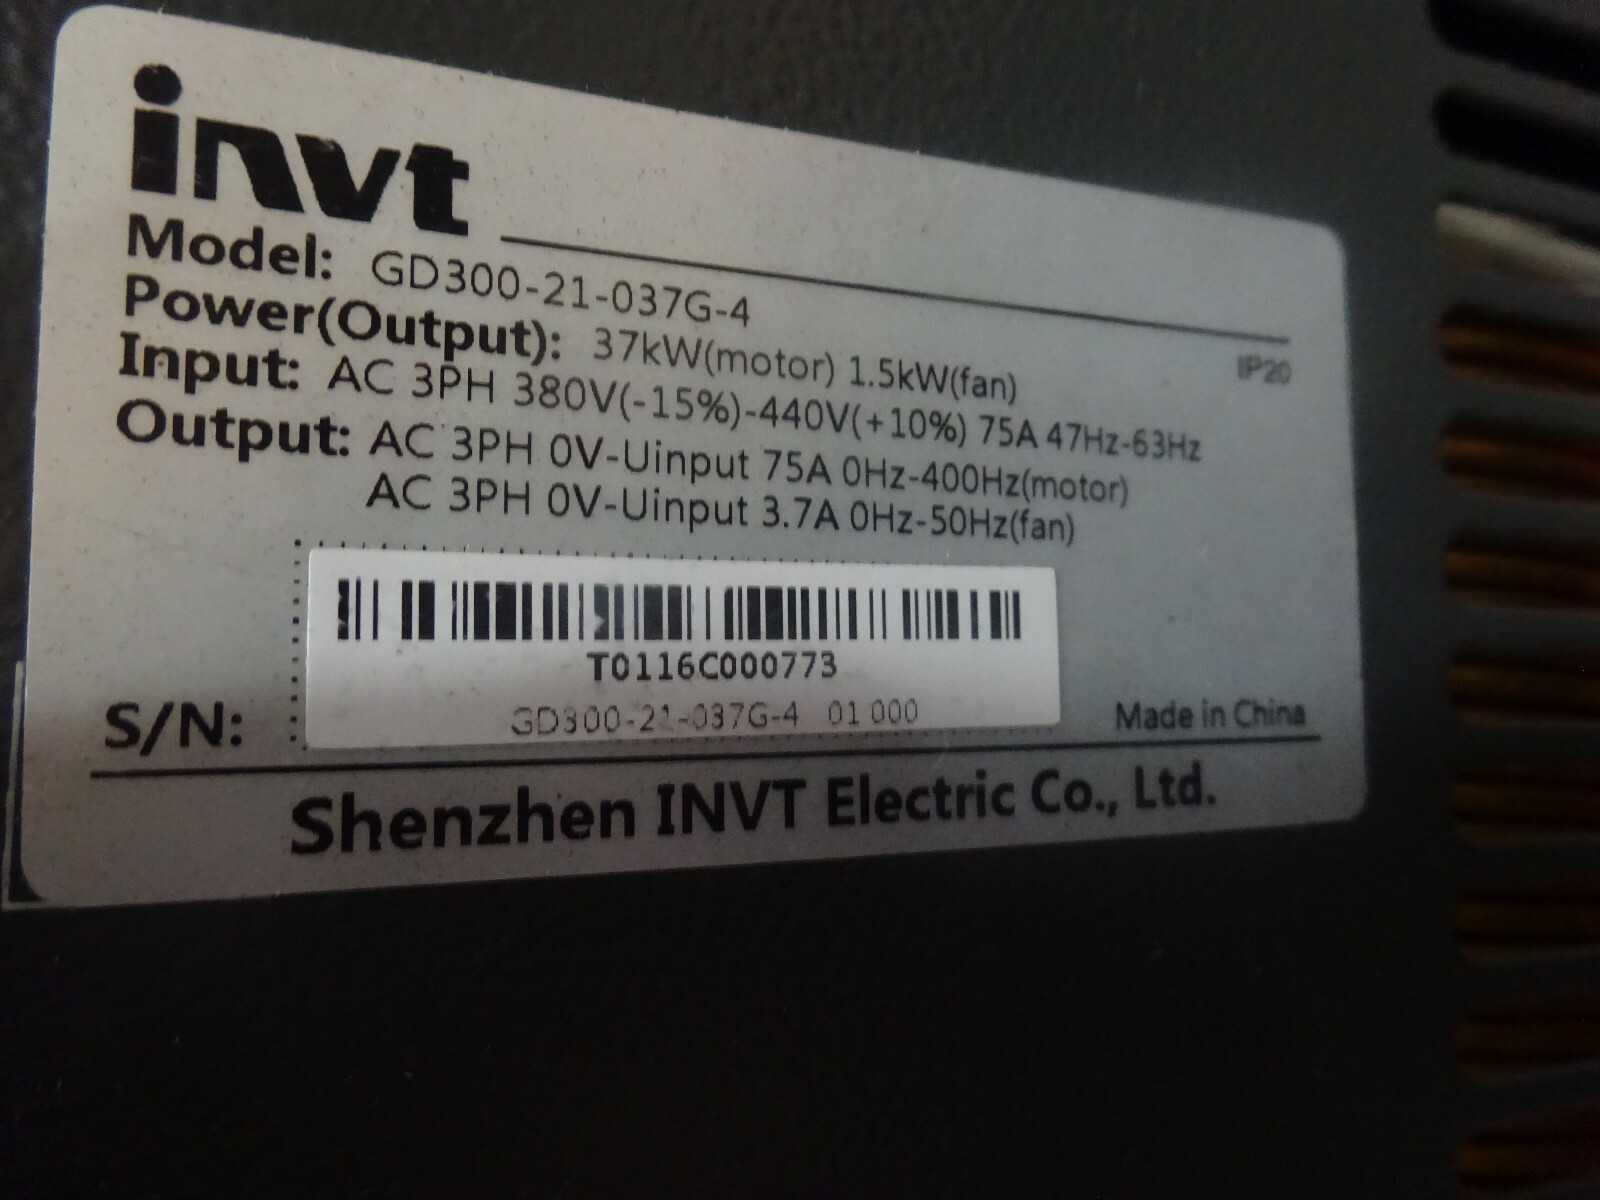 invt
Model: GD300-21-037G-4
IP20
Power(Output): 37kW(motor) 1.5kW(fan)
Input: AC 3PH 380V(-15%)-440V(+10%) 75A 47Hz-63Hz
Output: AC 3PH 0V-Uinput 75A 0Hz-400Hz(motor)
AC 3PH 0V-Uinput 3.7A 0Hz-50Hz(fan)
T0116C000773
GD300-21-037G-4 01 000
S/N:
Made in China
Shenzhen INVT Electric Co., Ltd.